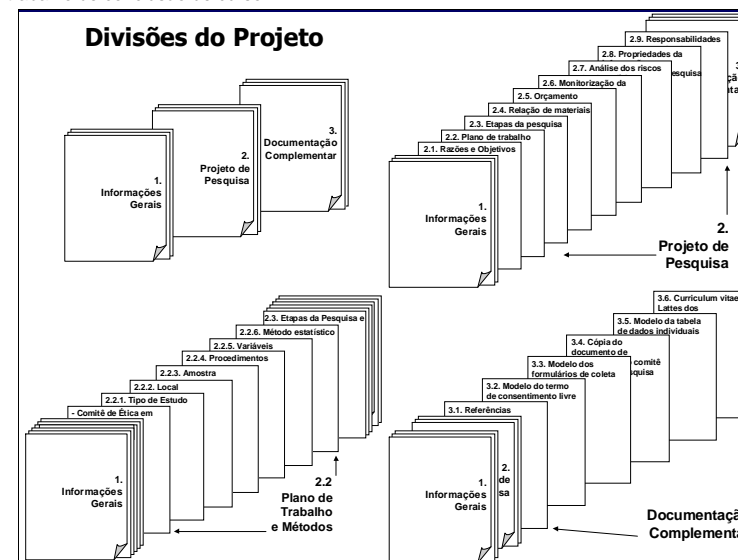 Divisões do Projeto
1.
Informações
Gerais
2.
Projeto de
Pesquisa
3.
Documentação
Complementar
2.9. Responsabilidades
2.8. Propriedades da
2.7. Análise dos riscos
2.6. Monitorização da
2.5. Orçamento
2.4. Relação de materiais
2.3. Etapas da pesquisa
2.2. Plano de trabalho
2.1. Razões e Objetivos
1.
Informações
Gerais
2.
Projeto de
Pesquisa
2.3. Etapas da Pesquisa e
2.2.6. Método estatístico
2.2.5. Variáveis
2.2.4. Procedimentos
2.2.3. Amostra
2.2.2. Local
2.2.1. Tipo de Estudo
- Comitê de Ética em
1.
Informações
Gerais
2.2
Plano de
Trabalho
e Métodos
3.6. Curriculum vitae
Lattes dos
3.5. Modelo da tabela
de dados individuais
3.4. Cópia do
documento de
comitê
squisa
3.3. Modelo dos
formulários de coleta
3.2. Modelo do termo
de consentimento livre
3.1. Referências
2.
de
sa
1.
Informações
Gerais
Documentaçã
Complementa